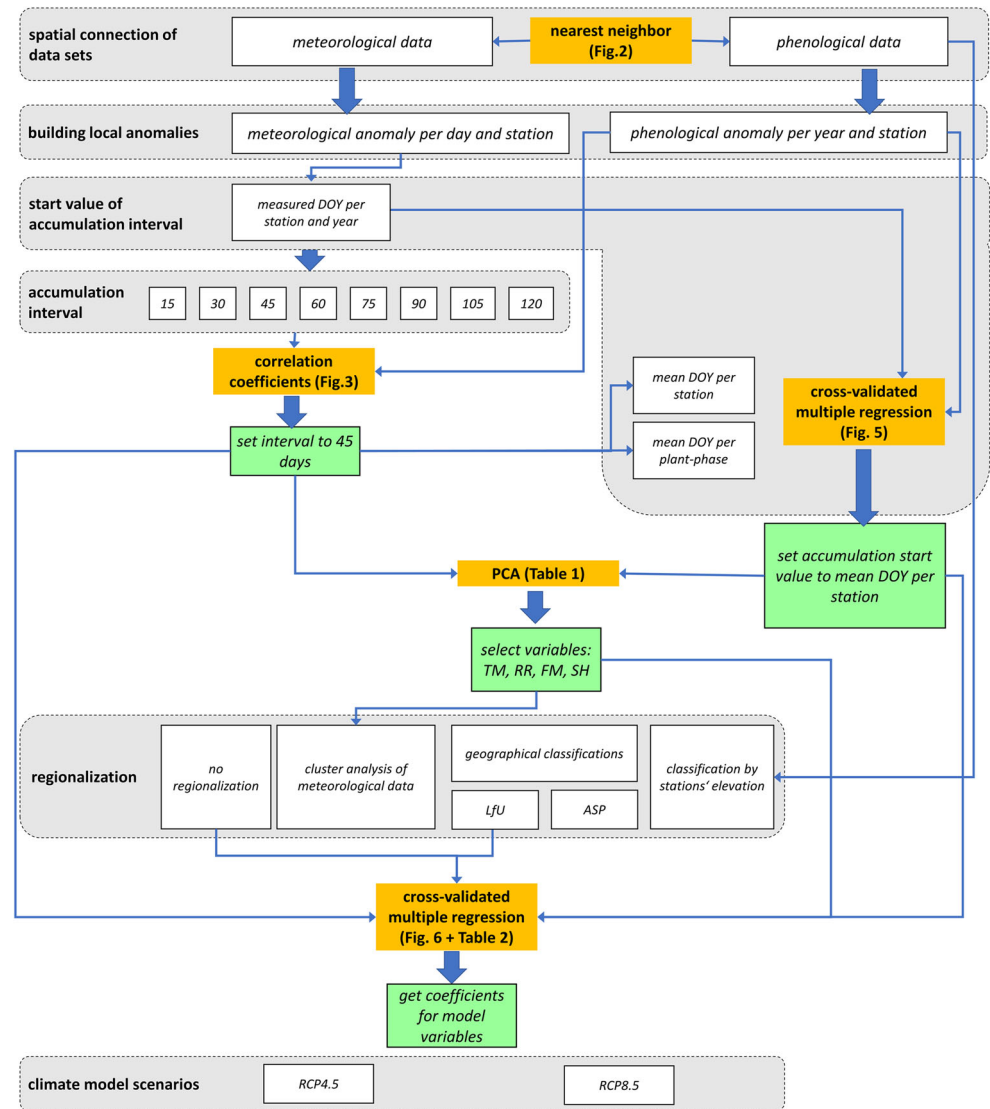 spatial connection of
data sets
meteorological data
nearest neighbor
(Fig.2)
phenological data
building local anomalies
meteorological anomaly per day and station
phenological anomaly per year and station
start value of
accumulation interval
measured DOY per
station and year
accumulation
interval
15
30
45
60
75
90
105
120
correlation
coefficients (Fig.3)
mean DOY per
station
cross-validated
multiple regression
(Fig. 5)
set interval to 45
days
mean DOY per
plant-phase
set accumulation start
value to mean DOY per
station
PCA (Table 1)
select variables:
TM, RR, FM, SH
regionalization
no
regionalization
cluster analysis of
meteorological data
geographical classifications
LfU
ASP
classification by
stations‘ elevation
cross-validated
multiple regression
(Fig. 6 + Table 2)
get coefficients
for model
variables
climate model scenarios
RCP4.5
RCP8.5